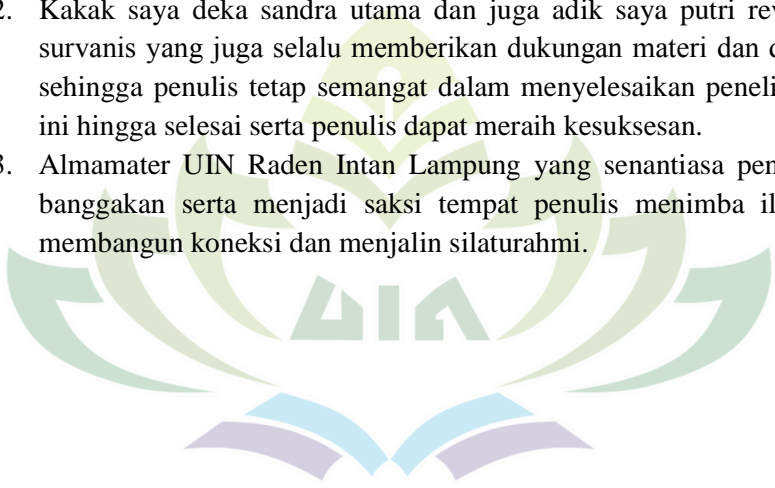 2. Kakak saya deka sandra utama dan juga adik saya putri
survanis yang juga selalu memberikan dukungan materi dan
sehingga penulis tetap semangat dalam menyelesaikan
ini hingga selesai serta penulis dapat meraih kesuksesan.
3. Almamater UIN Raden Intan Lampung yang senantiasa
banggakan serta menjadi saksi tempat penulis menimba
membangun koneksi dan menjalin silaturahmi.
UIN